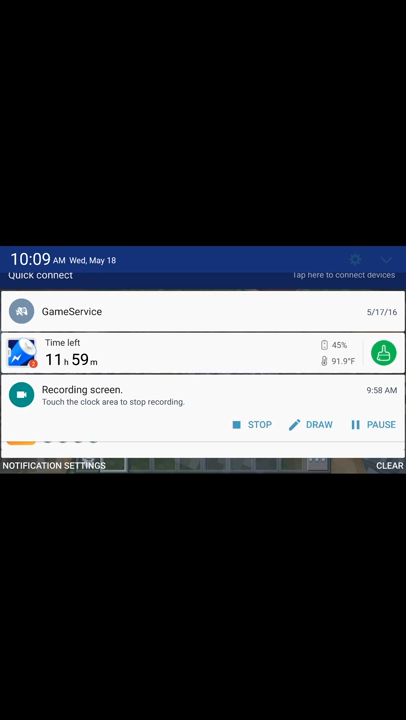 10:09 AM Wed, May 18
Quick connect
Tap here to connect devices
GameService
5/17/16
Time left
11 h 59 m
45%
91.9°F
2
Recording screen.
9:58 AM
Touch the clock area to stop recording.
STOP
DRAW
PAUSE
NOTIFICATION SETTINGS
CLEAR